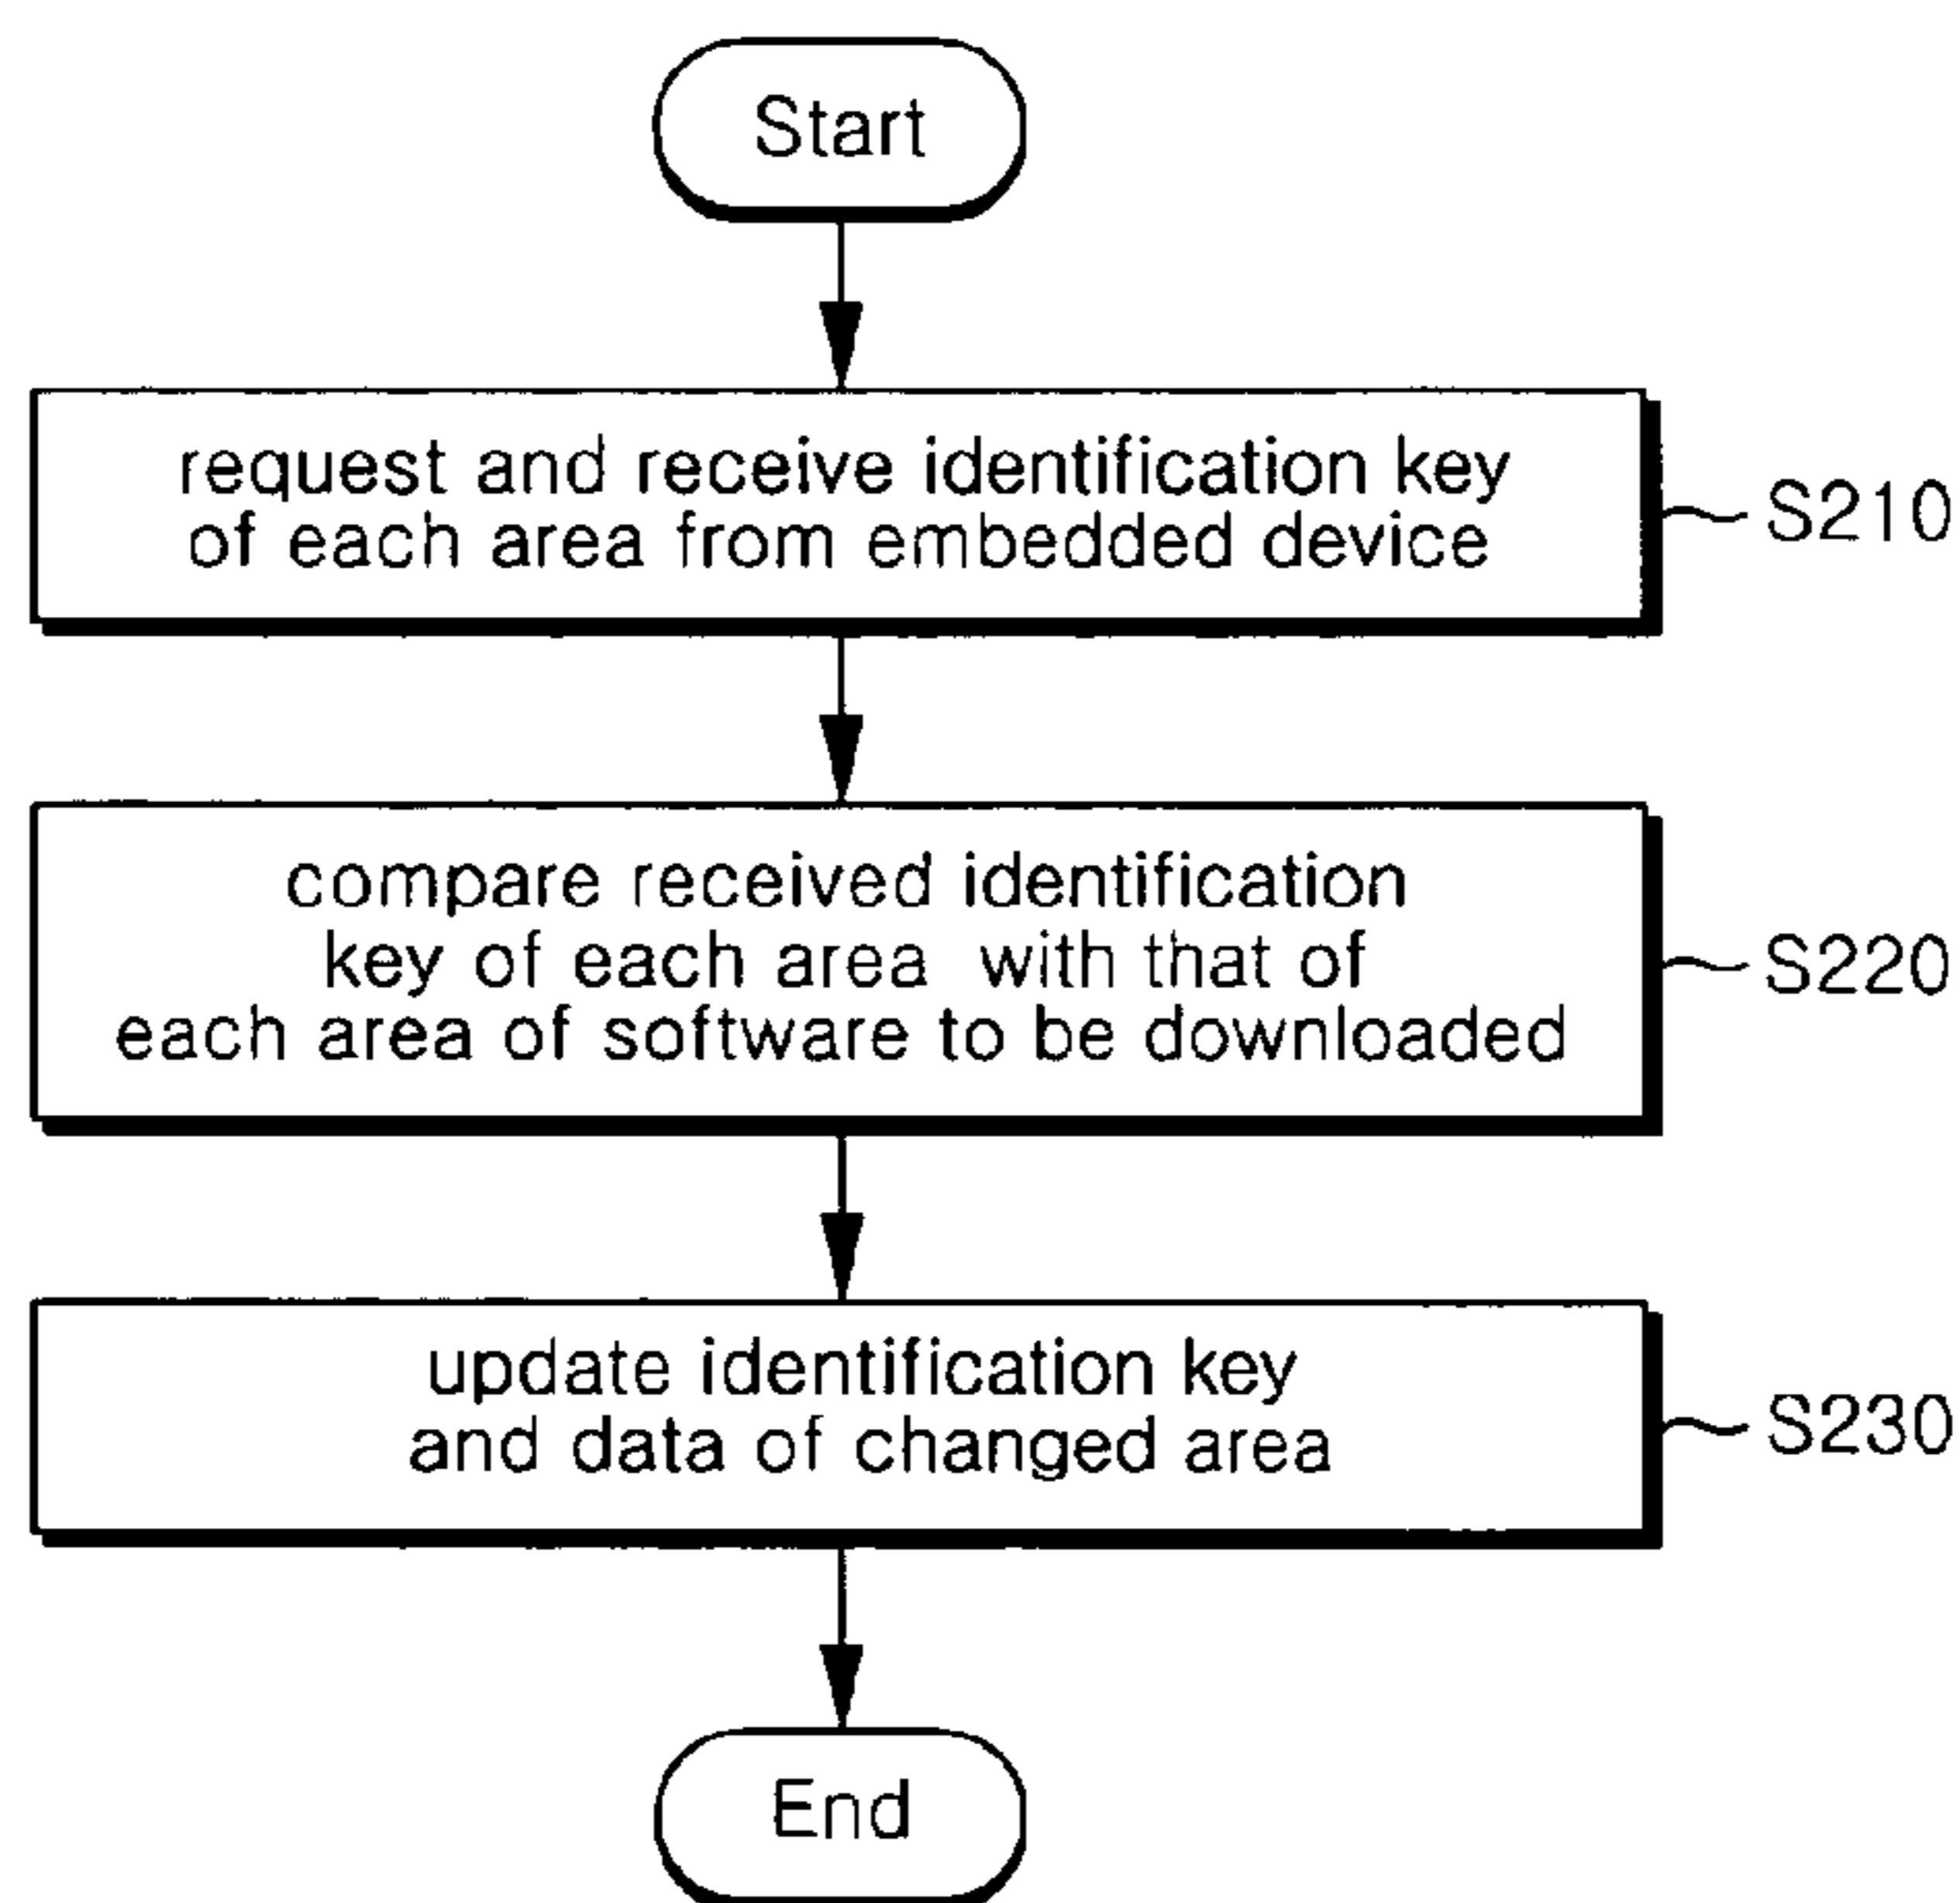 Start
request and receive identification key
of each area from embedded device
S210
compare received identification
key of each area with that of
each area of software to be downloaded
S220
update identification key
and data of changed area
S230
End